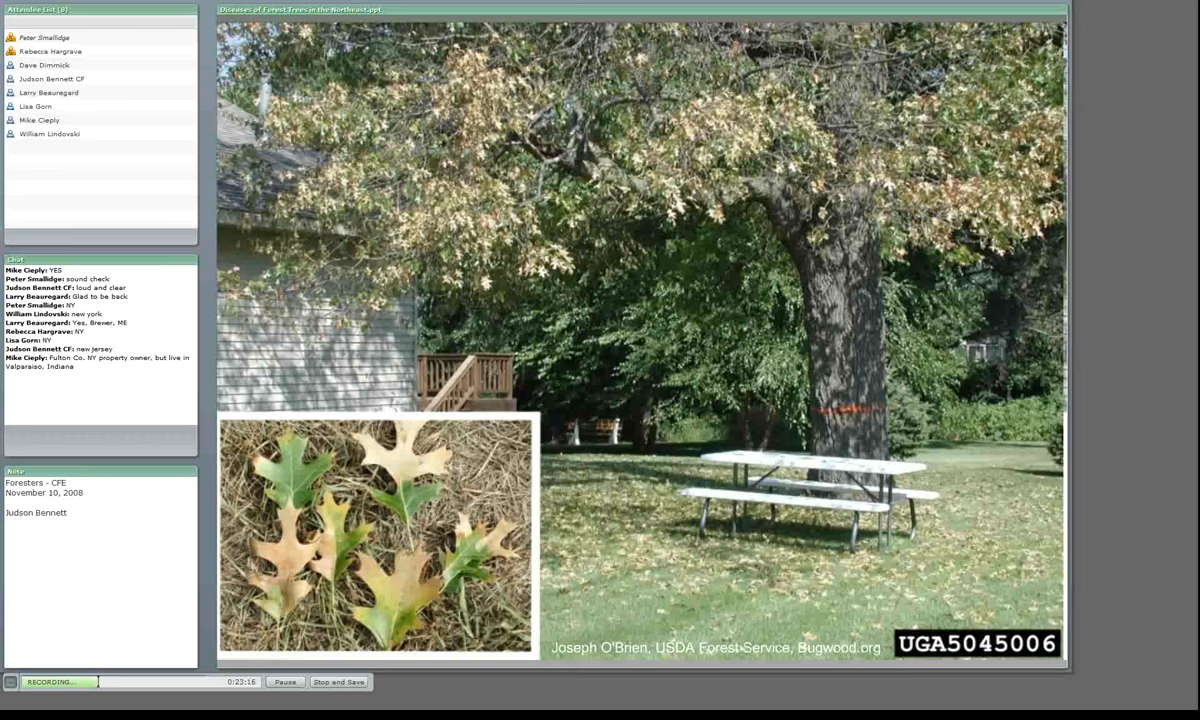 Attendee List (8)
Peter Smallidge
Rebecca Hargrave
Dave Dimmick
Judson Bennett CF
Larry Beauregard
Lisa Gorn
Mike Cieply
William Lindovski
Chat
Mike Cieply: YES
Peter Smallidge: sound check
Judson Bennett CF: loud and clear
Larry Beauregard: Glad to be back
Peter Smallidge: NY
William Lindovski: new york
Larry Beauregard: Yes, Brewer, ME
Rebecca Hargrave: NY
Lisa Gorn: NY
Judson Bennett CF: new jersey
Mike Cieply: Fulton Co. NY property owner, but live in
Valparaiso, Indiana
Note
Foresters - CFE
November 10, 2008
Judson Bennett
Diseases of Forest Trees in the Northeast.ppt
Joseph O'Brien, USDA Forest Service, Bugwood.org
UGA5045006
RECORDING...
0:23:16
Pause
Stop and Save